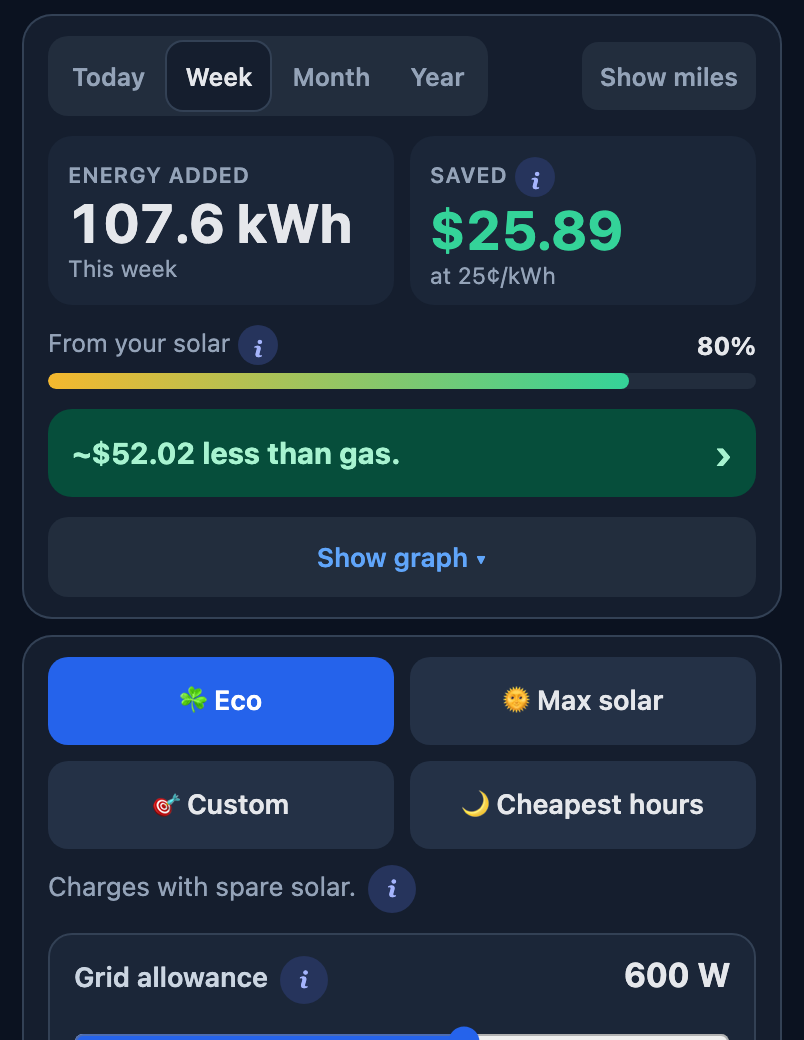 Today Week Month Year Show miles
ENERGY ADDED
107.6 kWh
This week
SAVED i
$25.89
at 25¢/kWh
From your solar i 80%
~$52.02 less than gas. ›
Show graph ▾
☘️ Eco
🌞 Max solar
🎯 Custom
🌙 Cheapest hours
Charges with spare solar. i
Grid allowance i 600 W